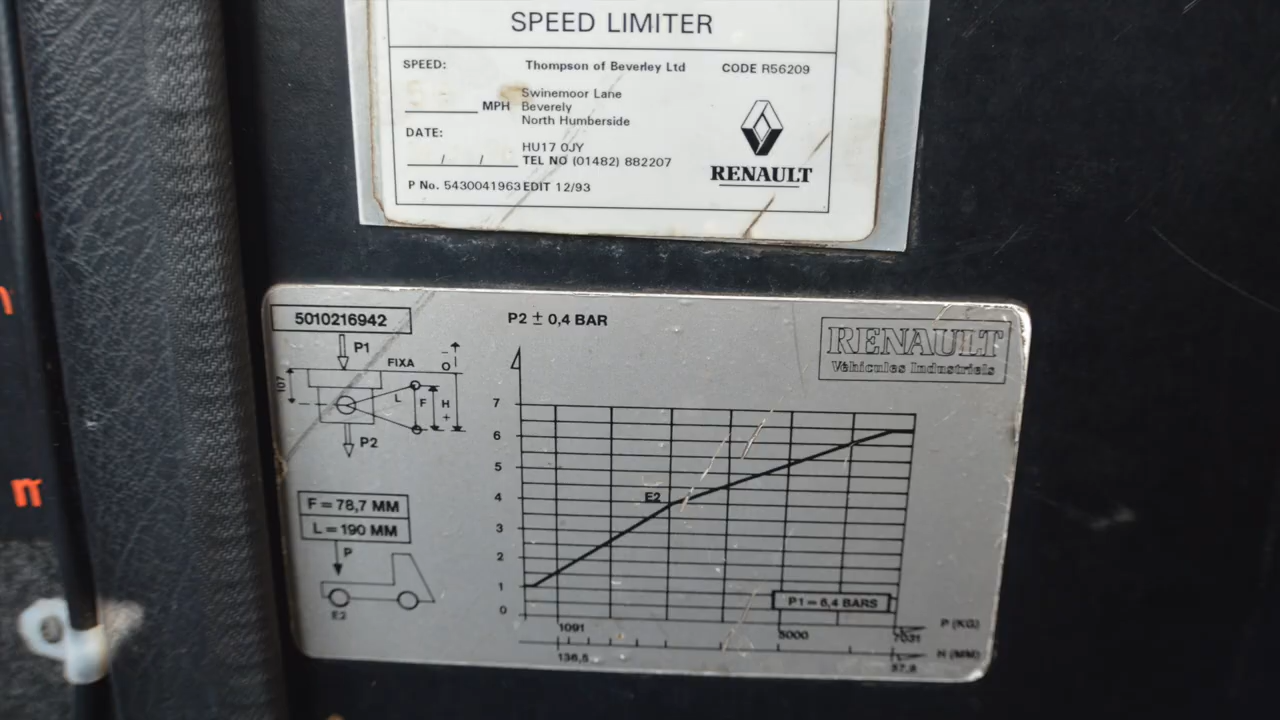 SPEED LIMITER
SPEED: Thompson of Beverley Ltd CODE R56209
Swinemoor Lane
MPH Beverely
North Humberside
DATE:
HU17 0JY
TEL NO (01482) 882207
RENAULT
P No. 5430041963 EDIT 12/93
5010216942
P2 ± 0,4 BAR
RENAULT
Véhicules Industriels
P1
FIXA
- O
107
L F H +
P2
7
6
5
4
3
2
1
0
E2
F = 78,7 MM
L = 190 MM
P
E2
P1 = 6,4 BARS
1091 5000 7031 P (KG)
136,5 57,8 H (MM)